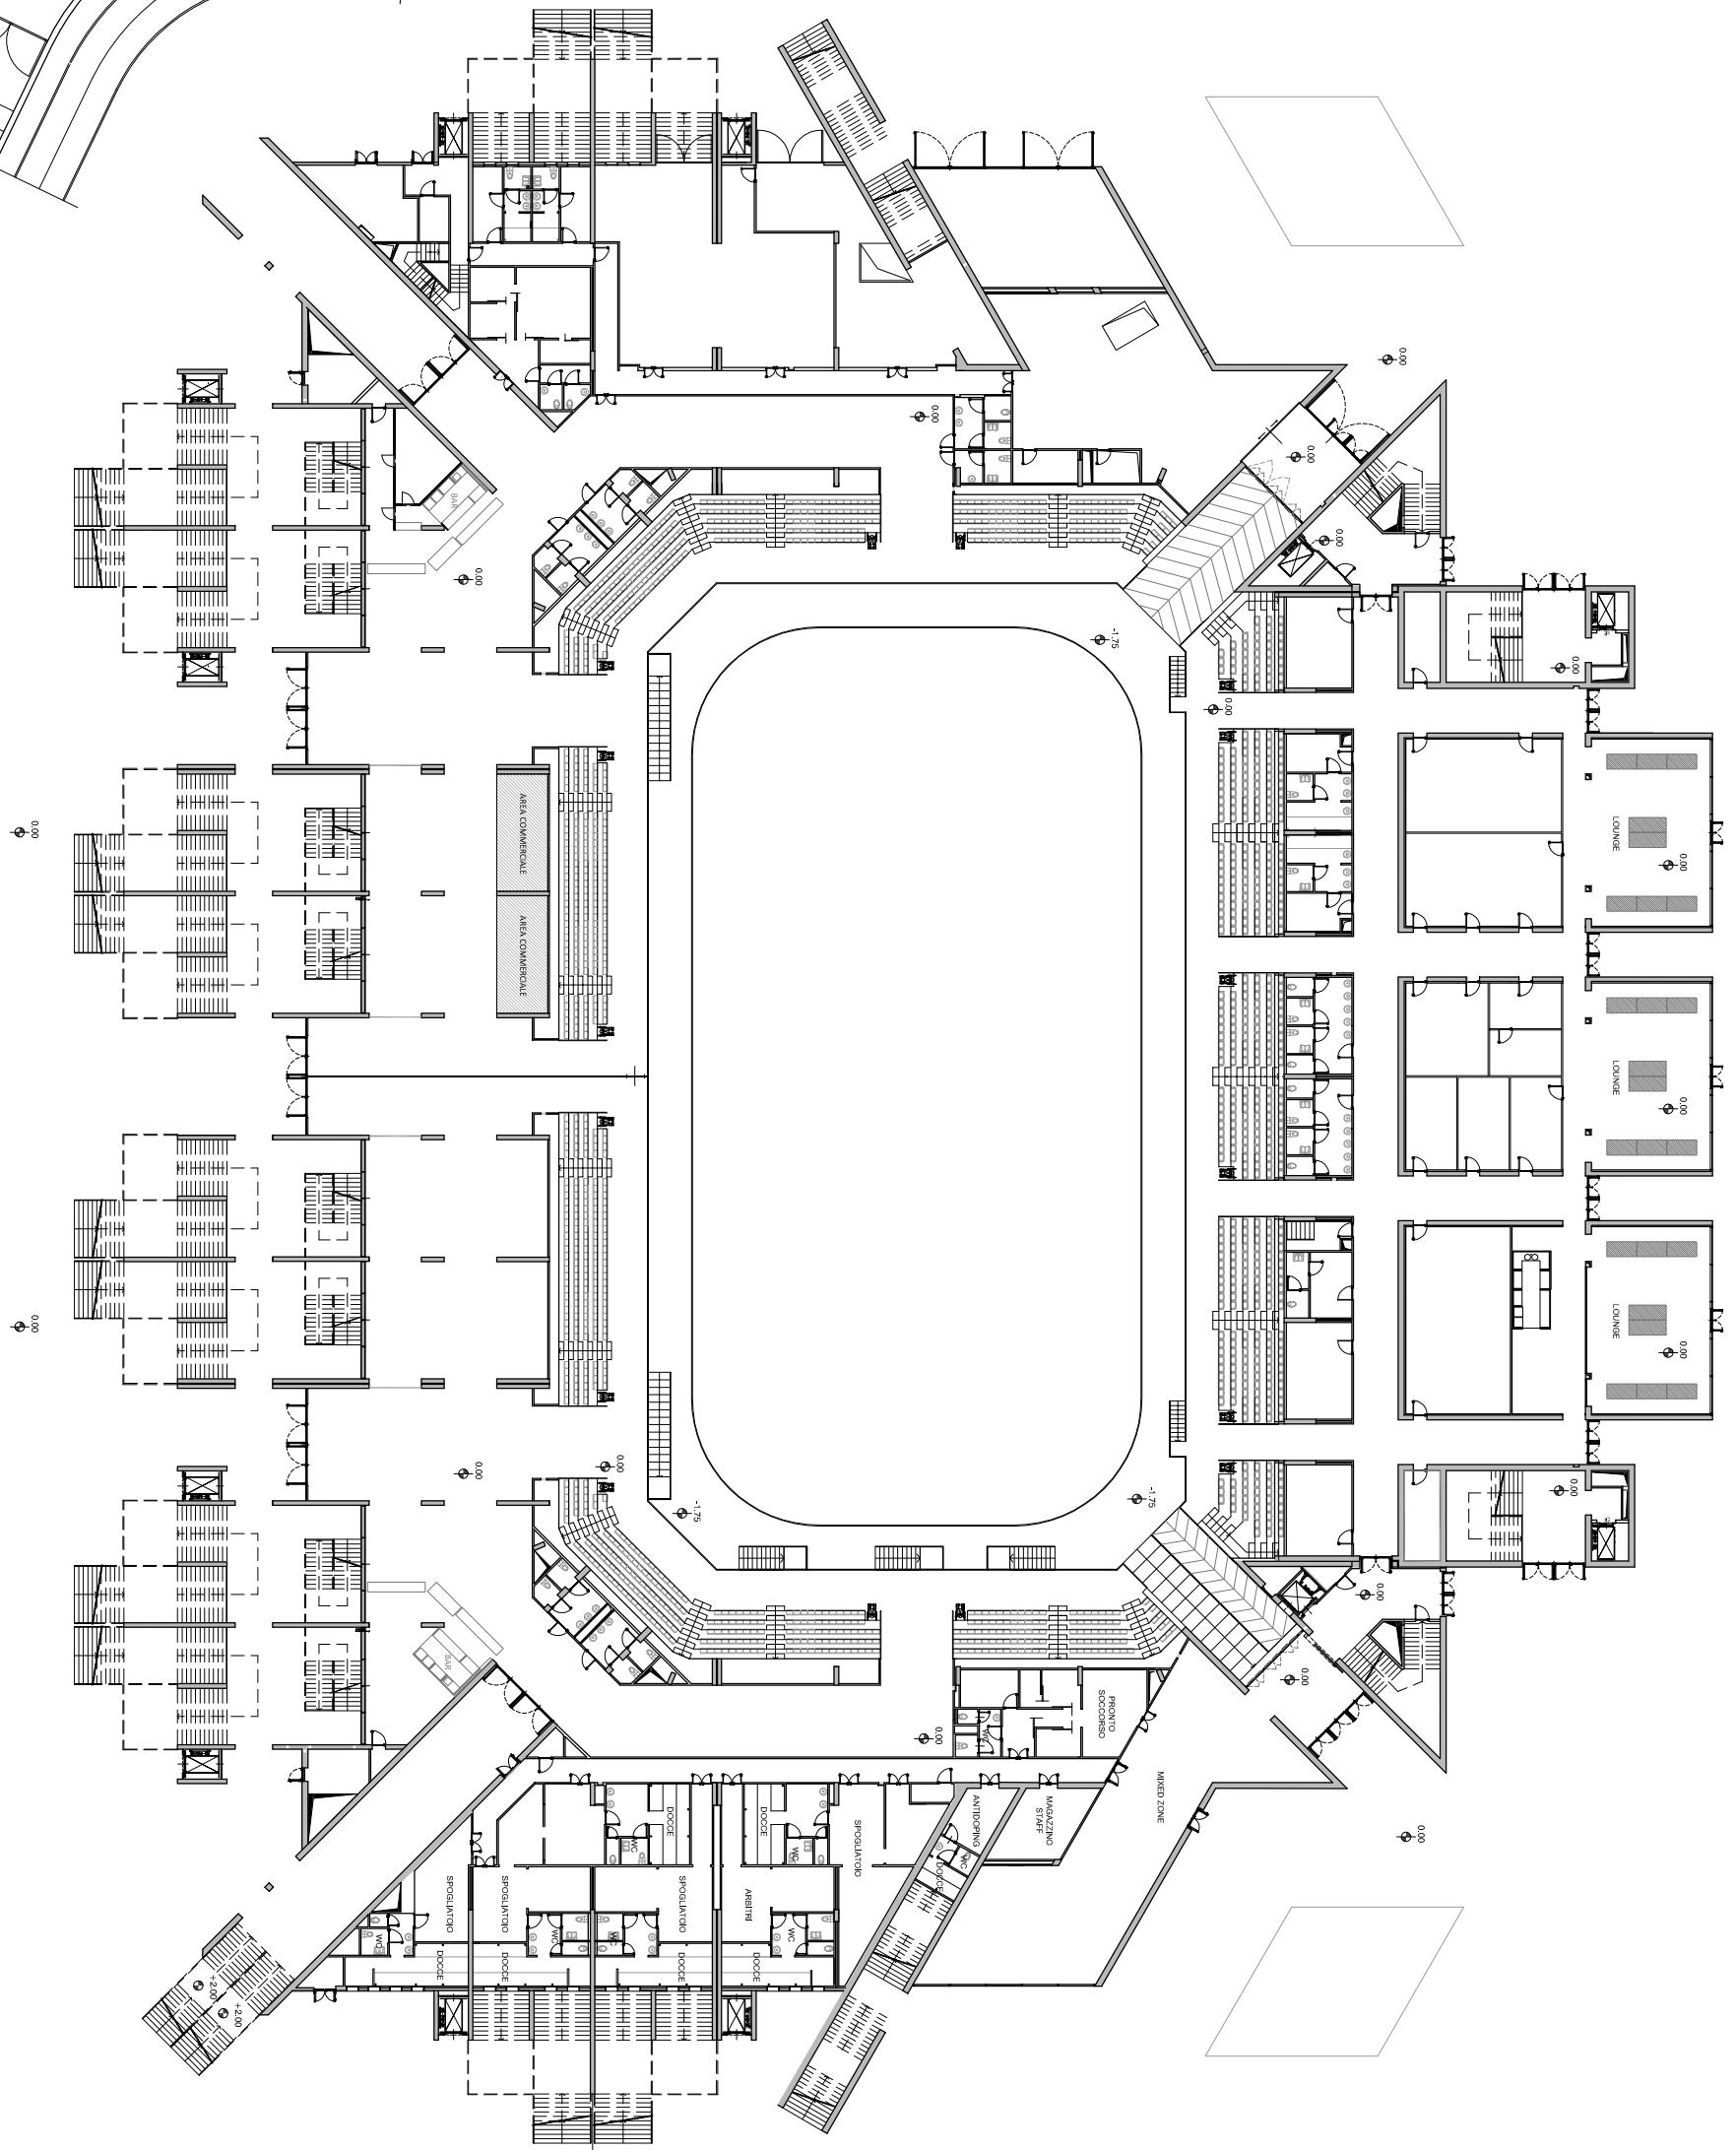 0.00
0.00
0.00
0.00
BAR
0.00
-1.75
0.00
0.00
LOUNGE
0.00
0.00
AREA COMMERCIALE
AREA COMMERCIALE
LOUNGE
0.00
0.00
LOUNGE
0.00
0.00
0.00
-1.75
-1.75
0.00
0.00
BAR
0.00
0.00
PRONTO
SOCCORSO
WC
MIXED ZONE
0.00
MAGAZZINO
STAFF
ANTIDOPING
WC
DOCCE
DOCCE
WC
DOCCE
WC
SPOGLIATOIO
SPOGLIATOIO
SPOGLIATOIO
SPOGLIATOIO
ARBITRI
WC
WC
WC
WC
DOCCE
DOCCE
DOCCE
DOCCE
+2.00
+2.00